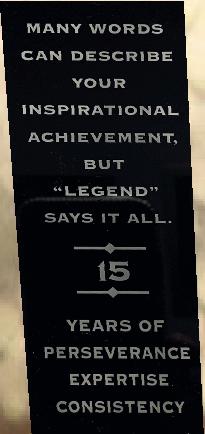 MANY WORDS
CAN DESCRIBE
YOUR
INSPIRATIONAL
ACHIEVEMENT,
BUT
“LEGEND”
SAYS IT ALL.
15
YEARS OF
PERSEVERANCE
EXPERTISE
CONSISTENCY